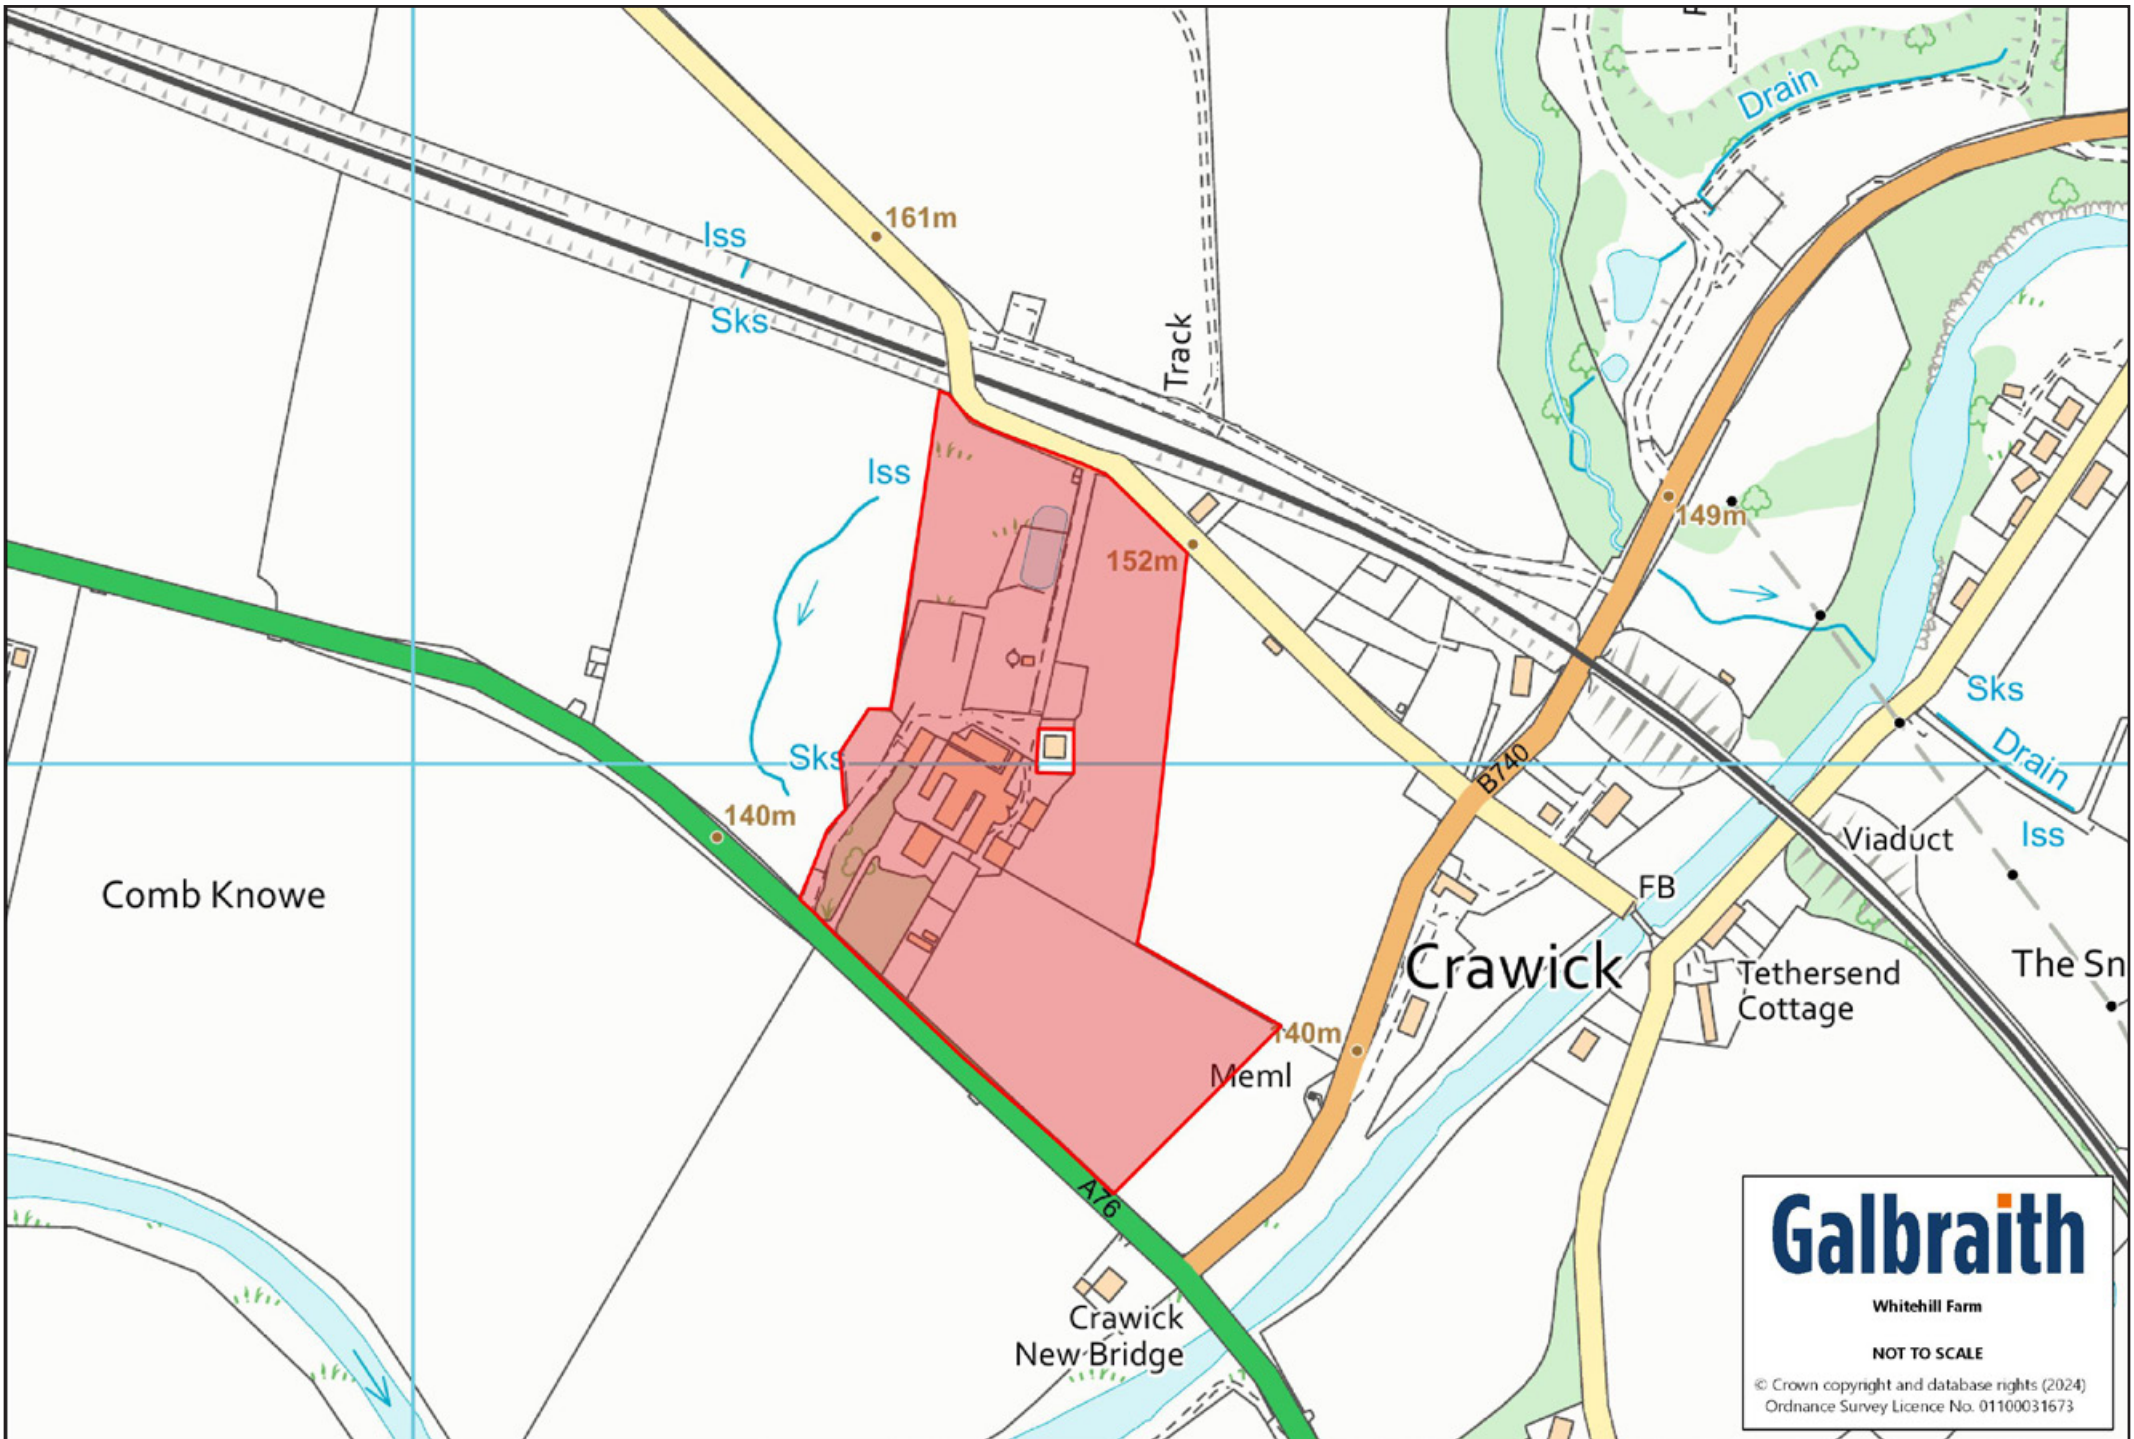 Drain
161m
Iss
Sks
Track
Iss
149m
152m
Sks
Drain
Sks
B740
140m
Viaduct
Iss
Comb Knowe
FB
Crawick
The Sn
Tethersend
Cottage
140m
Meml
A76
Crawick
New Bridge
Galbraith
Whitehill Farm
NOT TO SCALE
© Crown copyright and database rights (2024)
Ordnance Survey Licence No. 01100031673